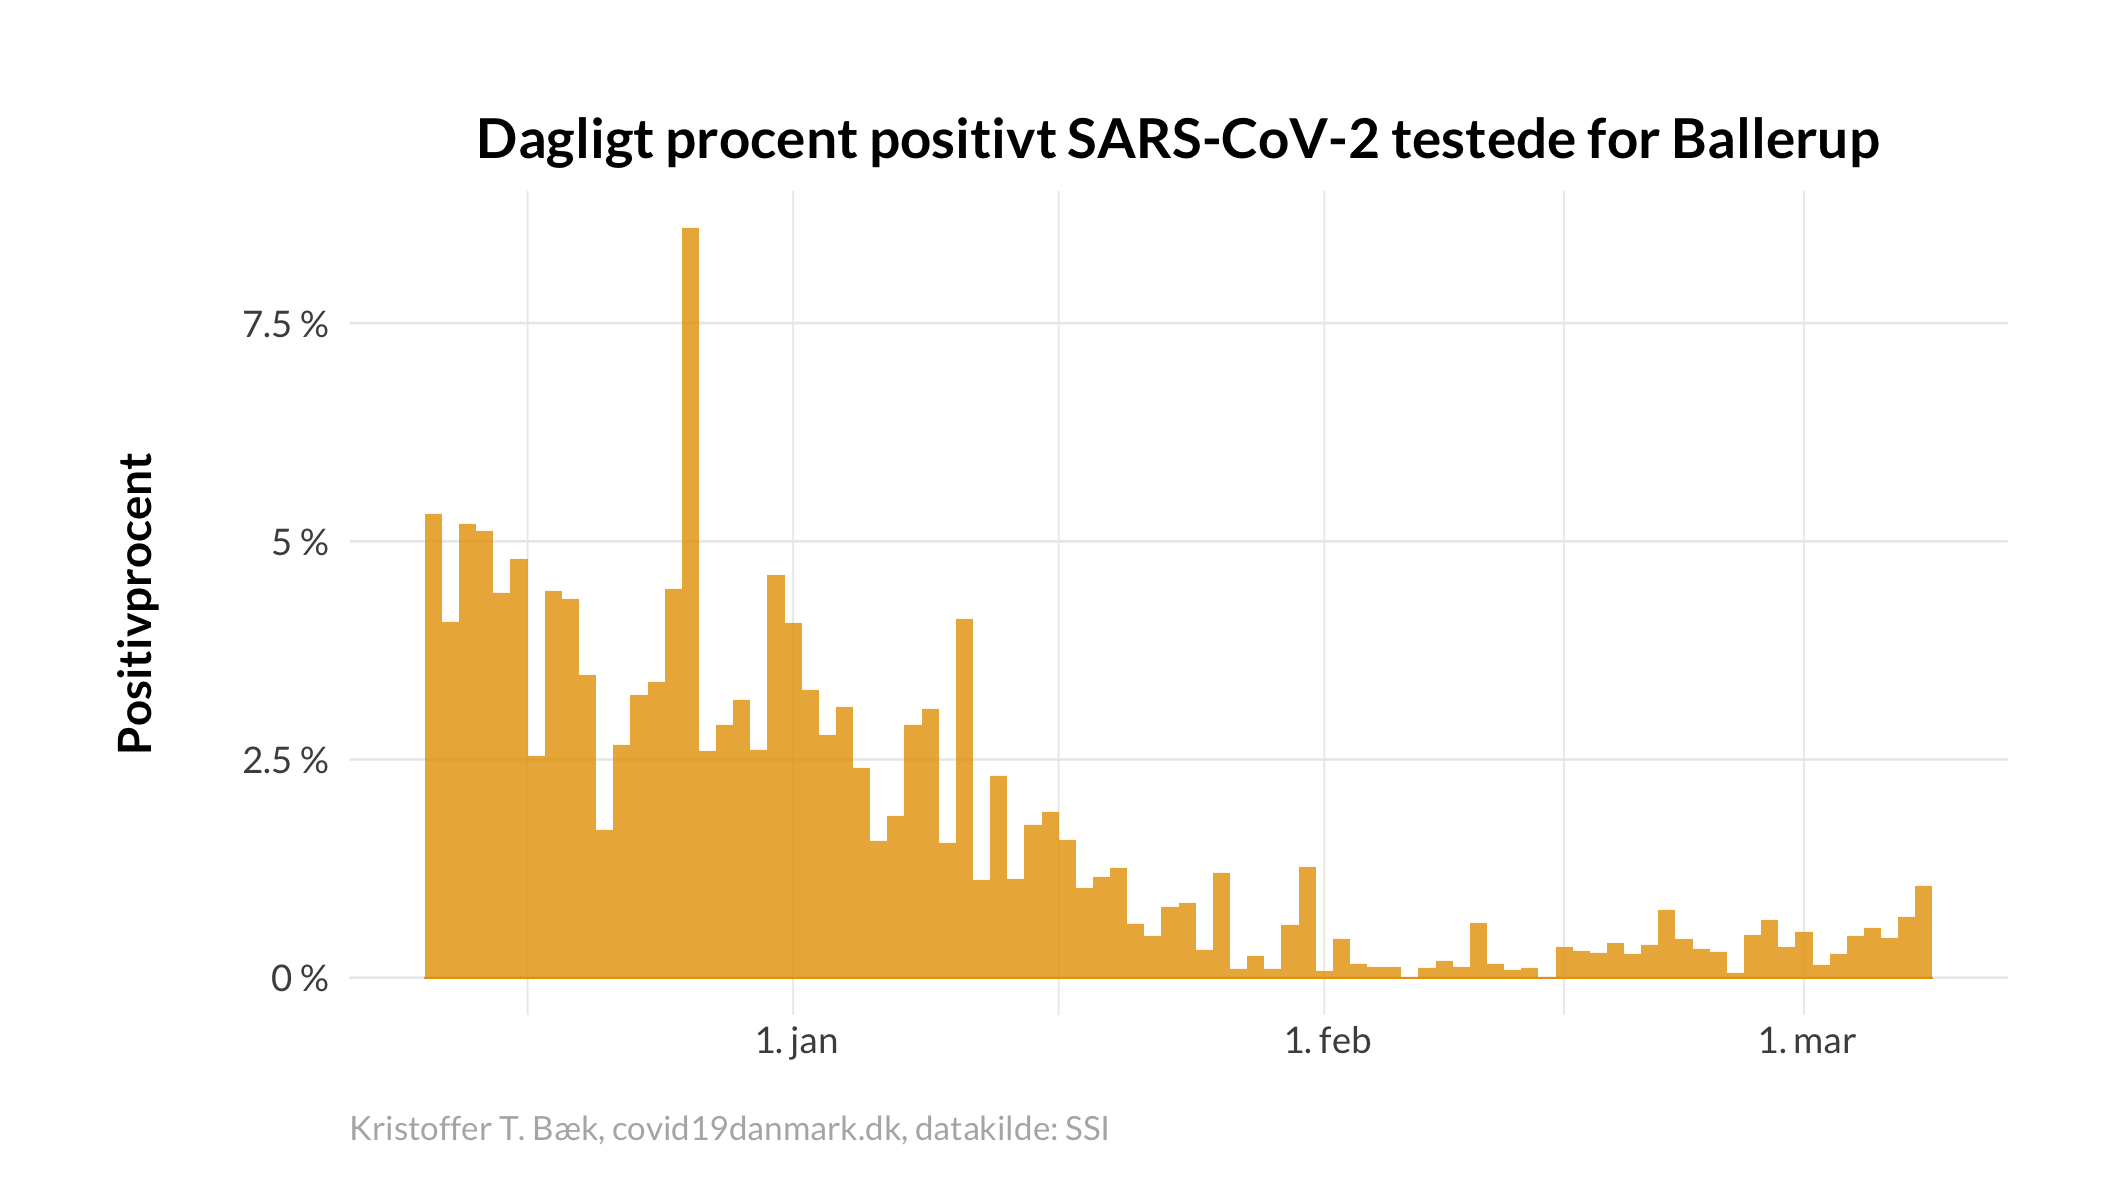 Dagligt procent positivt SARS-CoV-2 testede for Ballerup
Positivprocent
7.5 %
5 %
2.5 %
0 %
1. jan
1. feb
1. mar
Kristoffer T. Bæk, covid19danmark.dk, datakilde: SSI